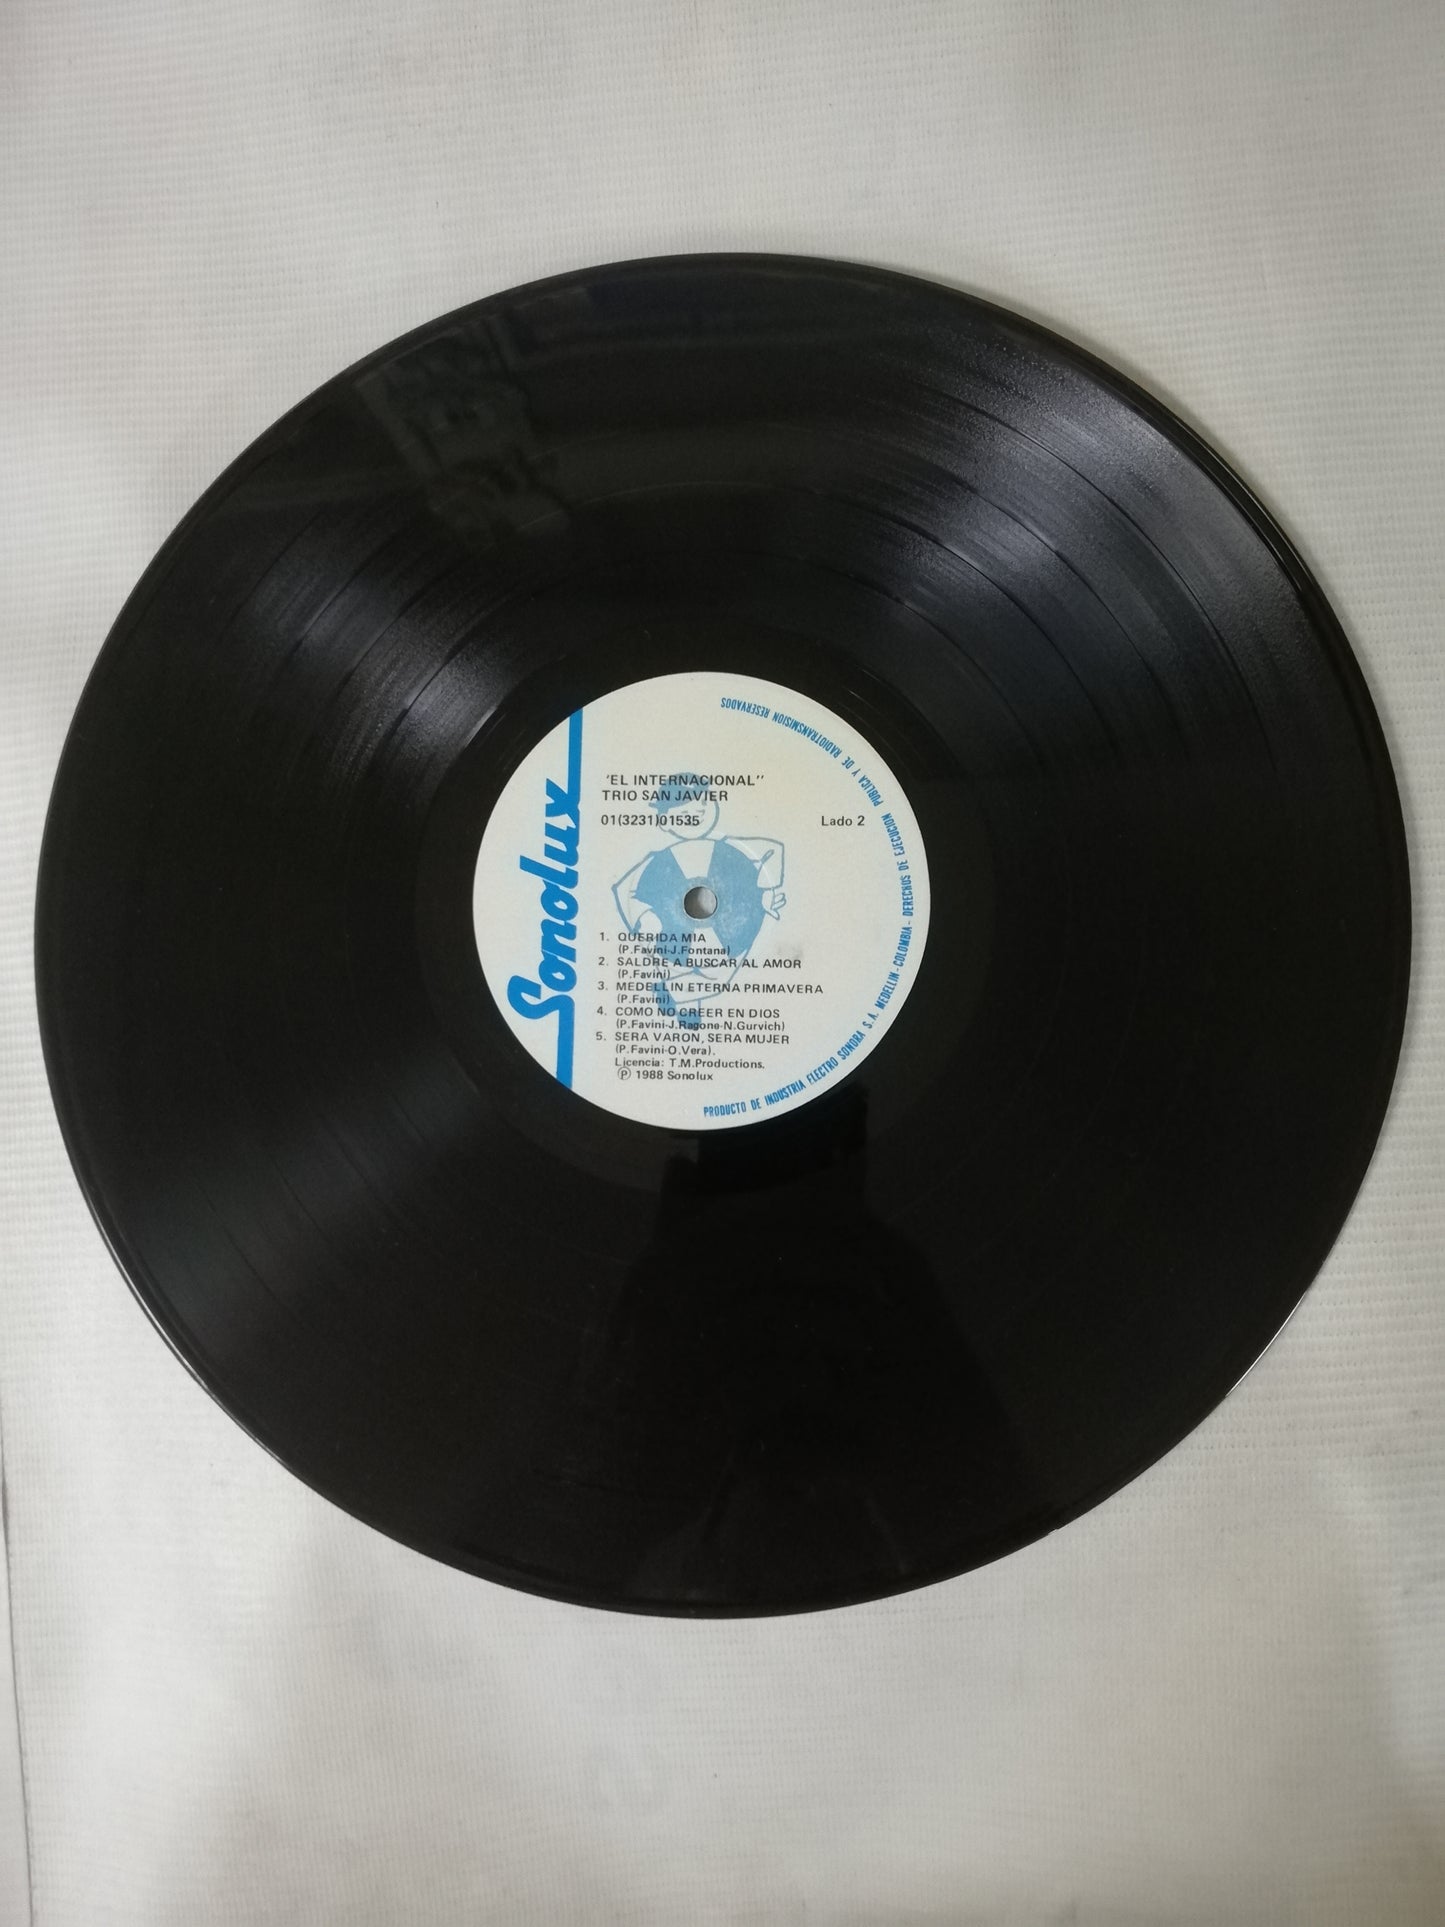 Sonolux
'EL INTERNACIONAL''
TRIO SAN JAVIER
01(3231)01535 Lado 2
1. QUERIDA MIA
(P.Favini-J.Fontana)
2. SALDRE A BUSCAR AL AMOR
(P.Favini)
3. MEDELLIN ETERNA PRIMAVERA
(P.Favini)
4. COMO NO CREER EN DIOS
(P.Favini-J.Ragone-N.Gurvich)
5. SERA VARON, SERA MUJER
(P.Favini-O.Vera).
Licencia: T.M.Productions.
Ⓟ 1988 Sonolux
PRODUCTO DE INDUSTRIA ELECTRO SONORA S.A. MEDELLIN-COLOMBIA- DERECHOS DE EJECUCION PUBLICA Y DE RADIOTRANSMISION RESERVADOS